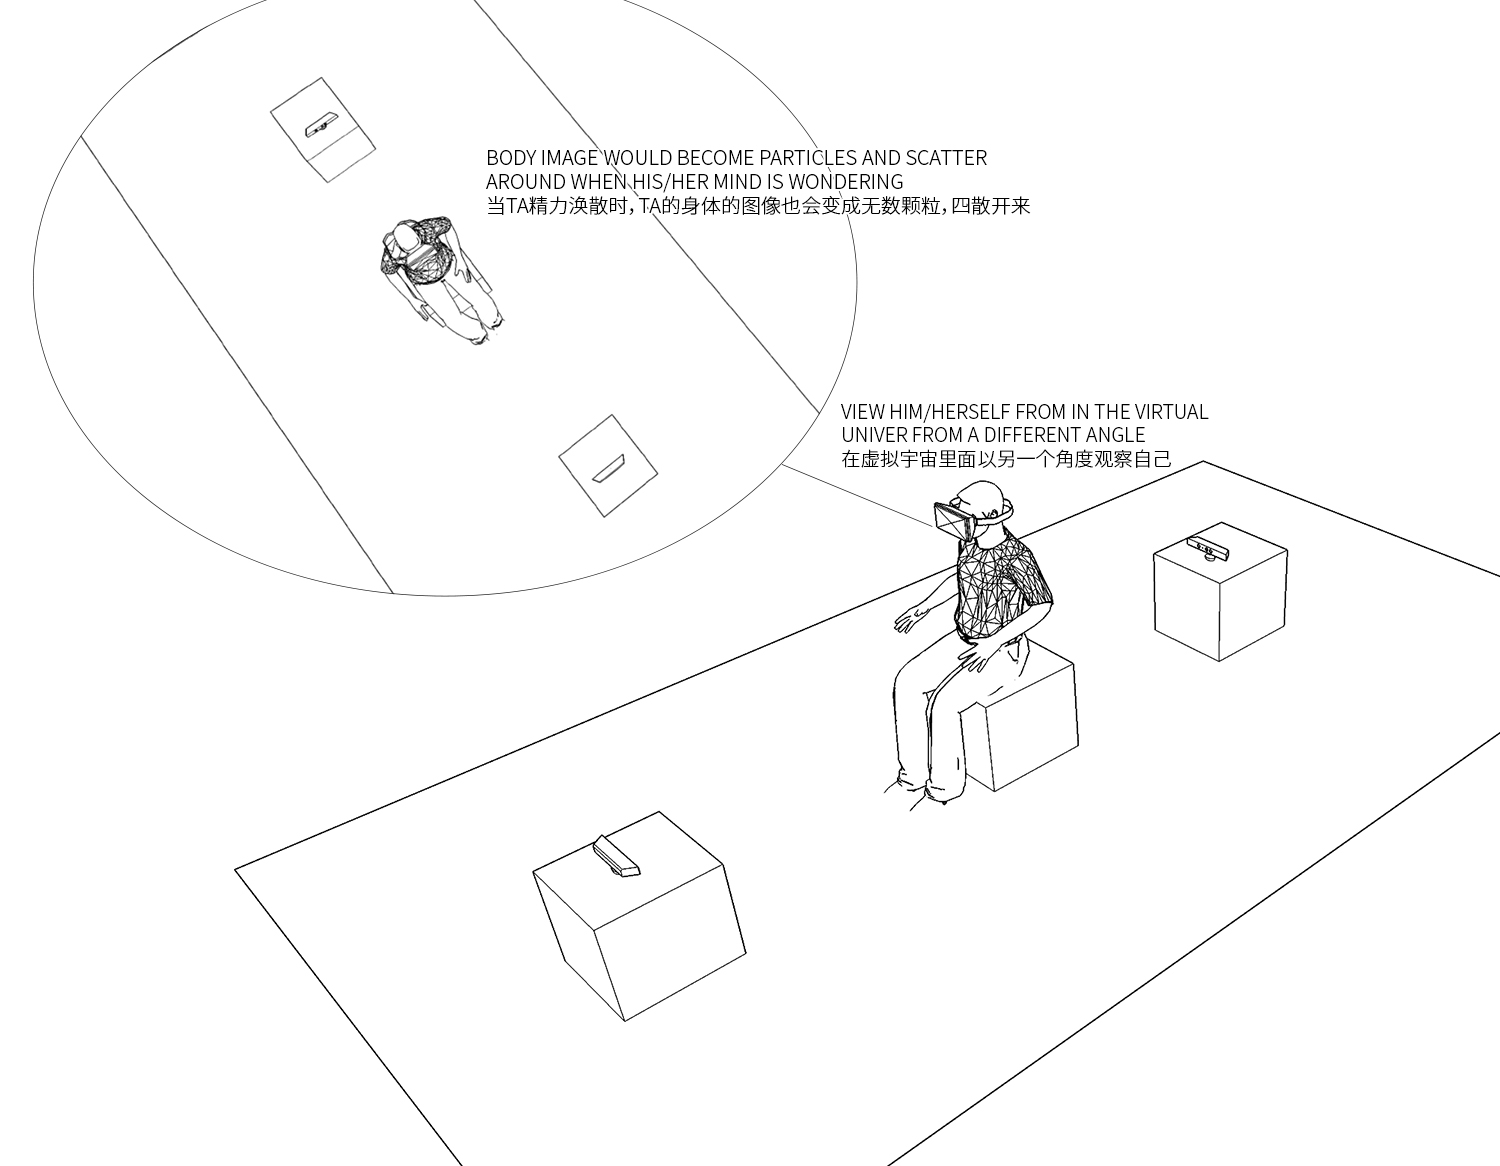 BODY IMAGE WOULD BECOME PARTICLES AND SCATTER
AROUND WHEN HIS/HER MIND IS WONDERING
当TA精力涣散时，TA的身体的图像也会变成无数颗粒，四散开来
VIEW HIM/HERSELF FROM IN THE VIRTUAL
UNIVER FROM A DIFFERENT ANGLE
在虚拟宇宙里面以另一个角度观察自己